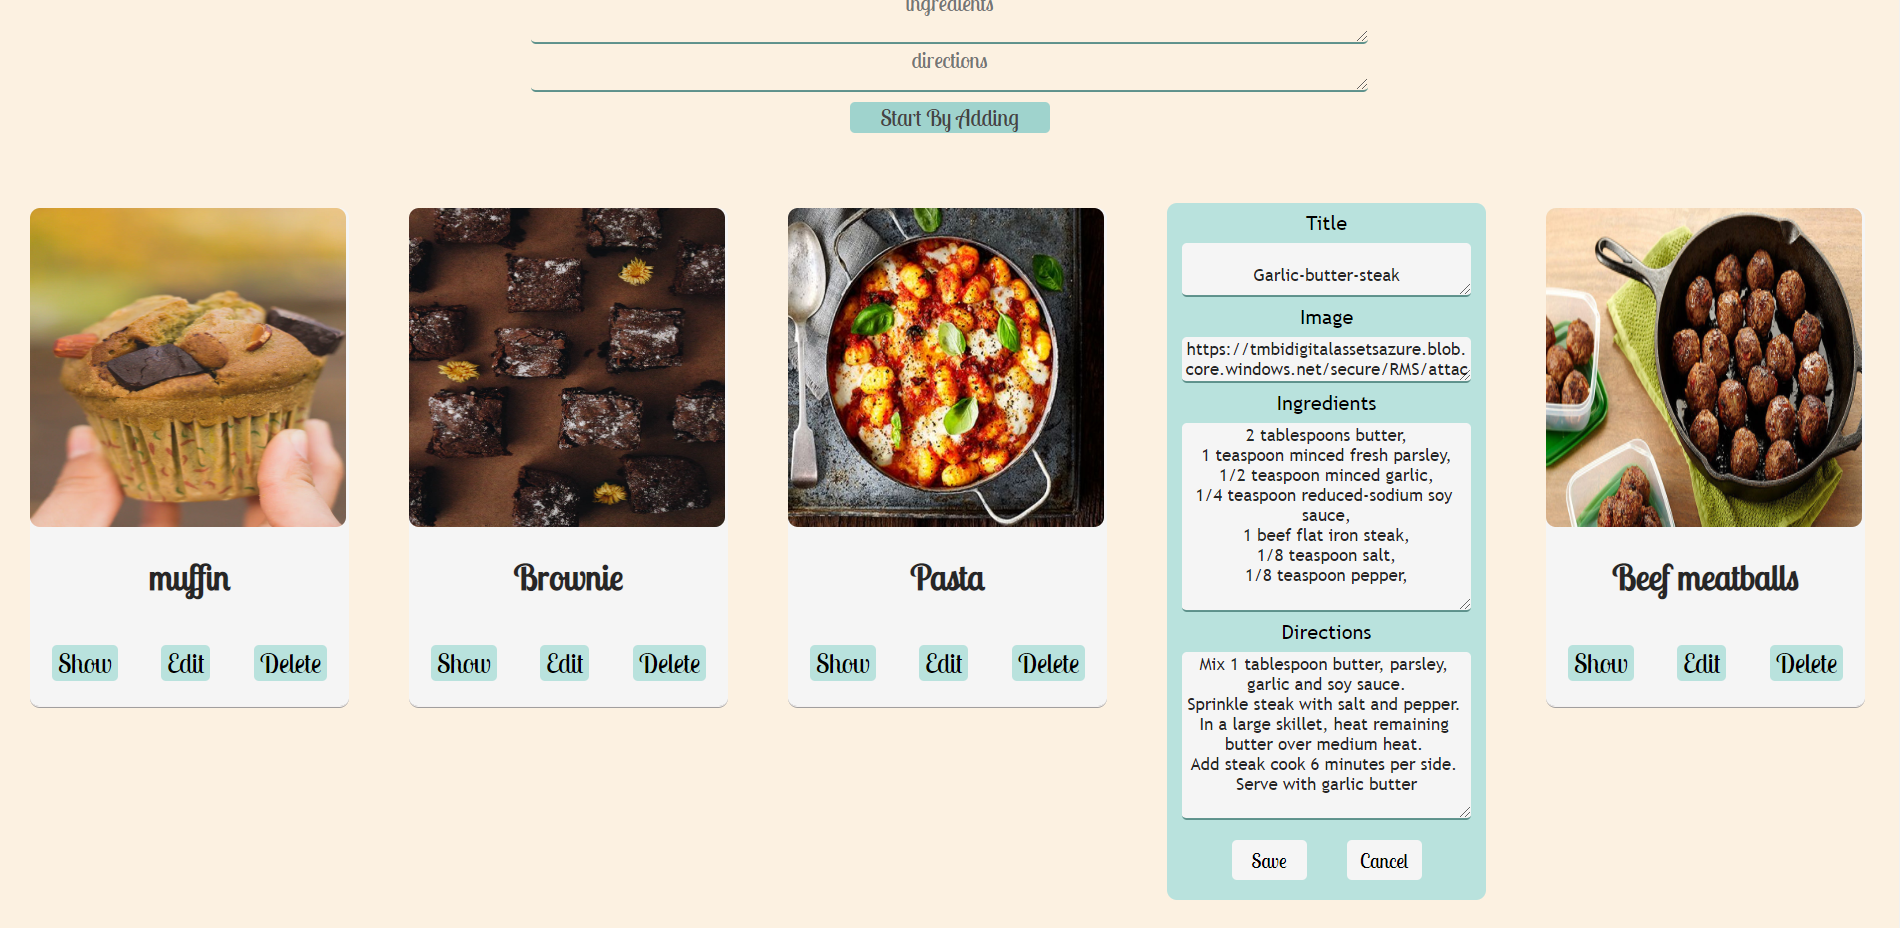 ingredients
directions
Start By Adding
muffin
Show Edit Delete
Brownie
Show Edit Delete
Pasta
Show Edit Delete
Title
Garlic-butter-steak
Image
https://tmbidigitalassetsazure.blob.
core.windows.net/secure/RMS/attac
Ingredients
2 tablespoons butter,
1 teaspoon minced fresh parsley,
1/2 teaspoon minced garlic,
1/4 teaspoon reduced-sodium soy
sauce,
1 beef flat iron steak,
1/8 teaspoon salt,
1/8 teaspoon pepper,
Directions
Mix 1 tablespoon butter, parsley,
garlic and soy sauce.
Sprinkle steak with salt and pepper.
In a large skillet, heat remaining
butter over medium heat.
Add steak cook 6 minutes per side.
Serve with garlic butter
Save Cancel
Beef meatballs
Show Edit Delete